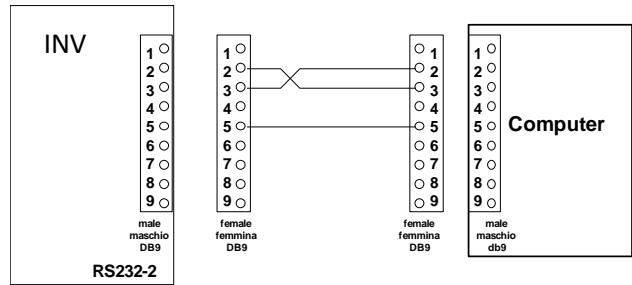 INV
1
2
3
4
5
6
7
8
9
male
maschio
DB9
RS232-2
1
2
3
4
5
6
7
8
9
female
femmina
DB9
1
2
3
4
5
6
7
8
9
female
femmina
DB9
1
2
3
4
5
6
7
8
9
male
maschio
db9
Computer